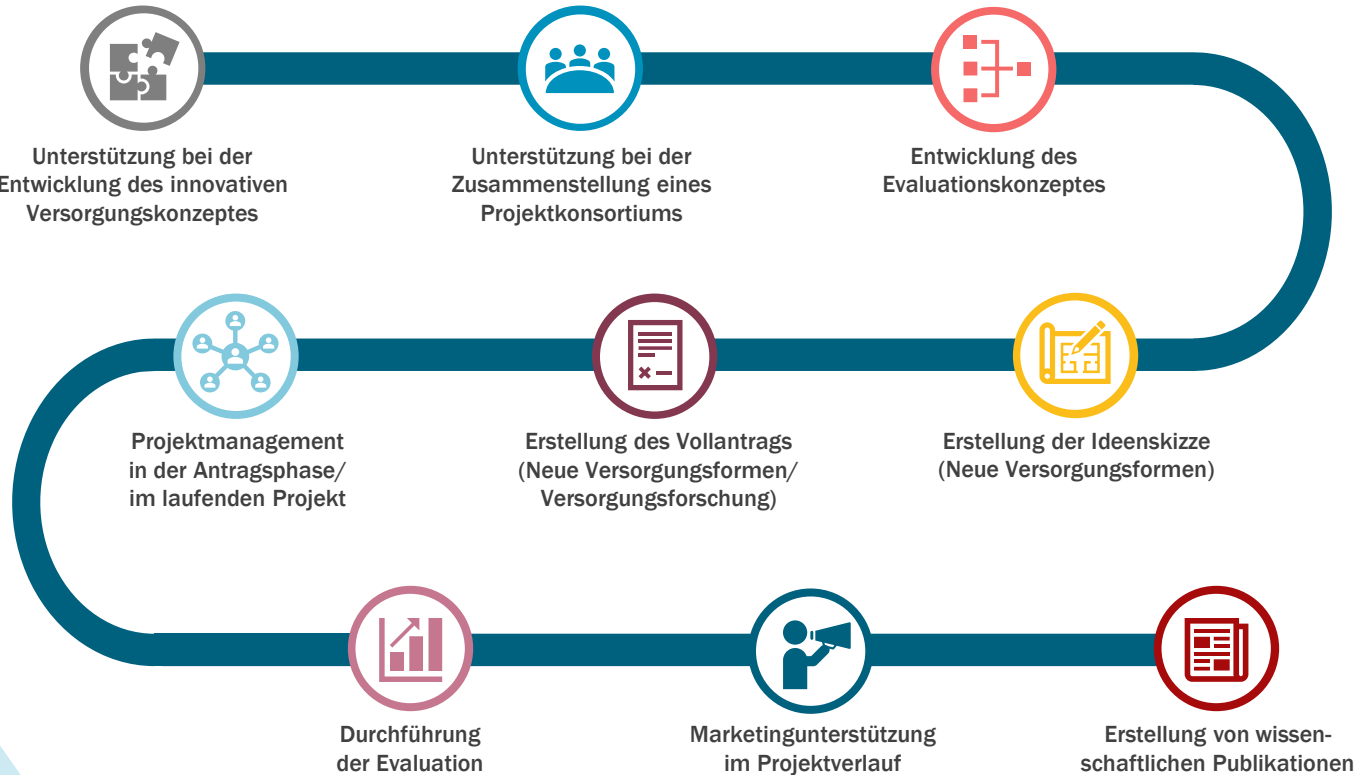 Unterstützung bei der
Entwicklung des innovativen
Versorgungskonzeptes
Unterstützung bei der
Zusammenstellung eines
Projektkonsortiums
Entwicklung des
Evaluationskonzeptes
Projektmanagement
in der Antragsphase/
im laufenden Projekt
Erstellung des Vollantrags
(Neue Versorgungsformen/
Versorgungsforschung)
Erstellung der Ideenskizze
(Neue Versorgungsformen)
Durchführung
der Evaluation
Marketingunterstützung
im Projektverlauf
Erstellung von wissen-
schaftlichen Publikationen